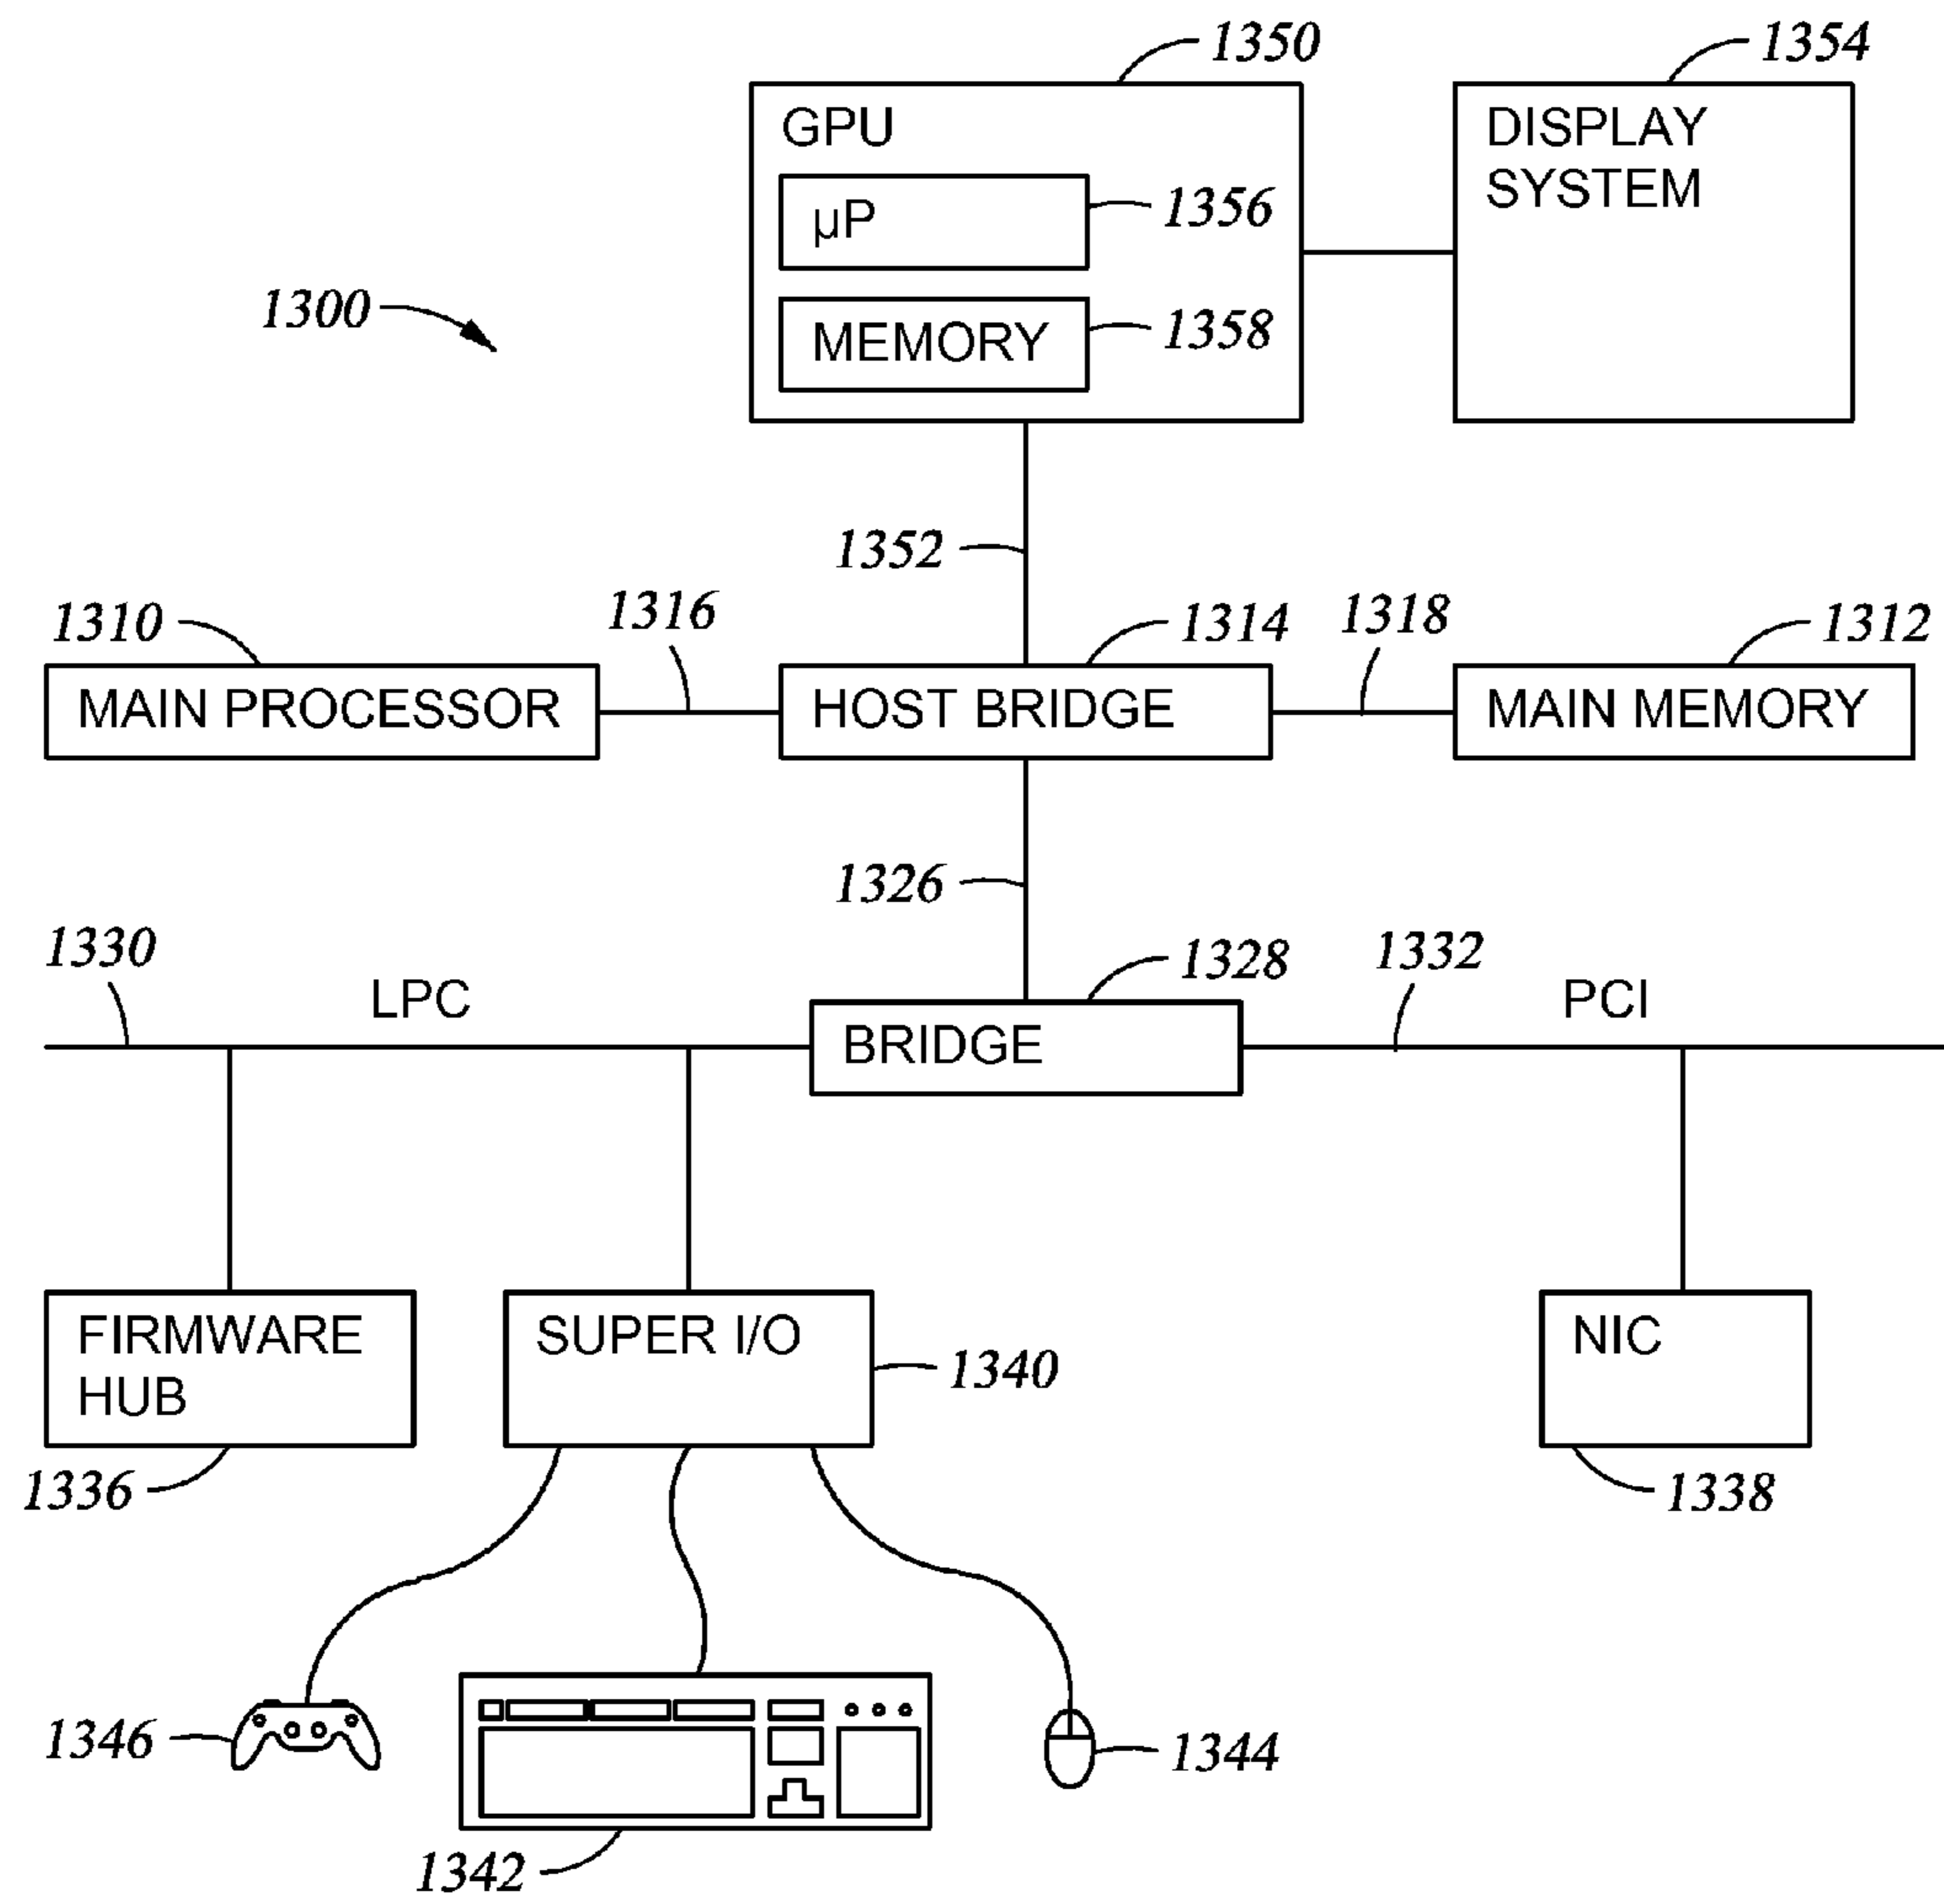 1350
1354
GPU
DISPLAY
SYSTEM
µP
1356
1300
MEMORY
1358
1352
1310
1316
1314
1318
1312
MAIN PROCESSOR
HOST BRIDGE
MAIN MEMORY
1326
1330
LPC
1328
1332
PCI
BRIDGE
FIRMWARE
HUB
SUPER I/O
1340
NIC
1336
1338
1346
1344
1342